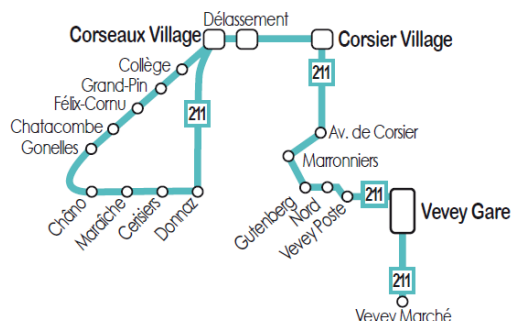 Délassement
Corseaux Village
Corsier Village
Collège
Grand-Pin
211
Félix-Cornu
211
Chatacombe
Av. de Corsier
Gonelles
Marronniers
Châno
Maraîche
Cerisiers
Donnaz
Gutenberg
Nord
Vevey Poste
211
Vevey Gare
211
Vevey Marché